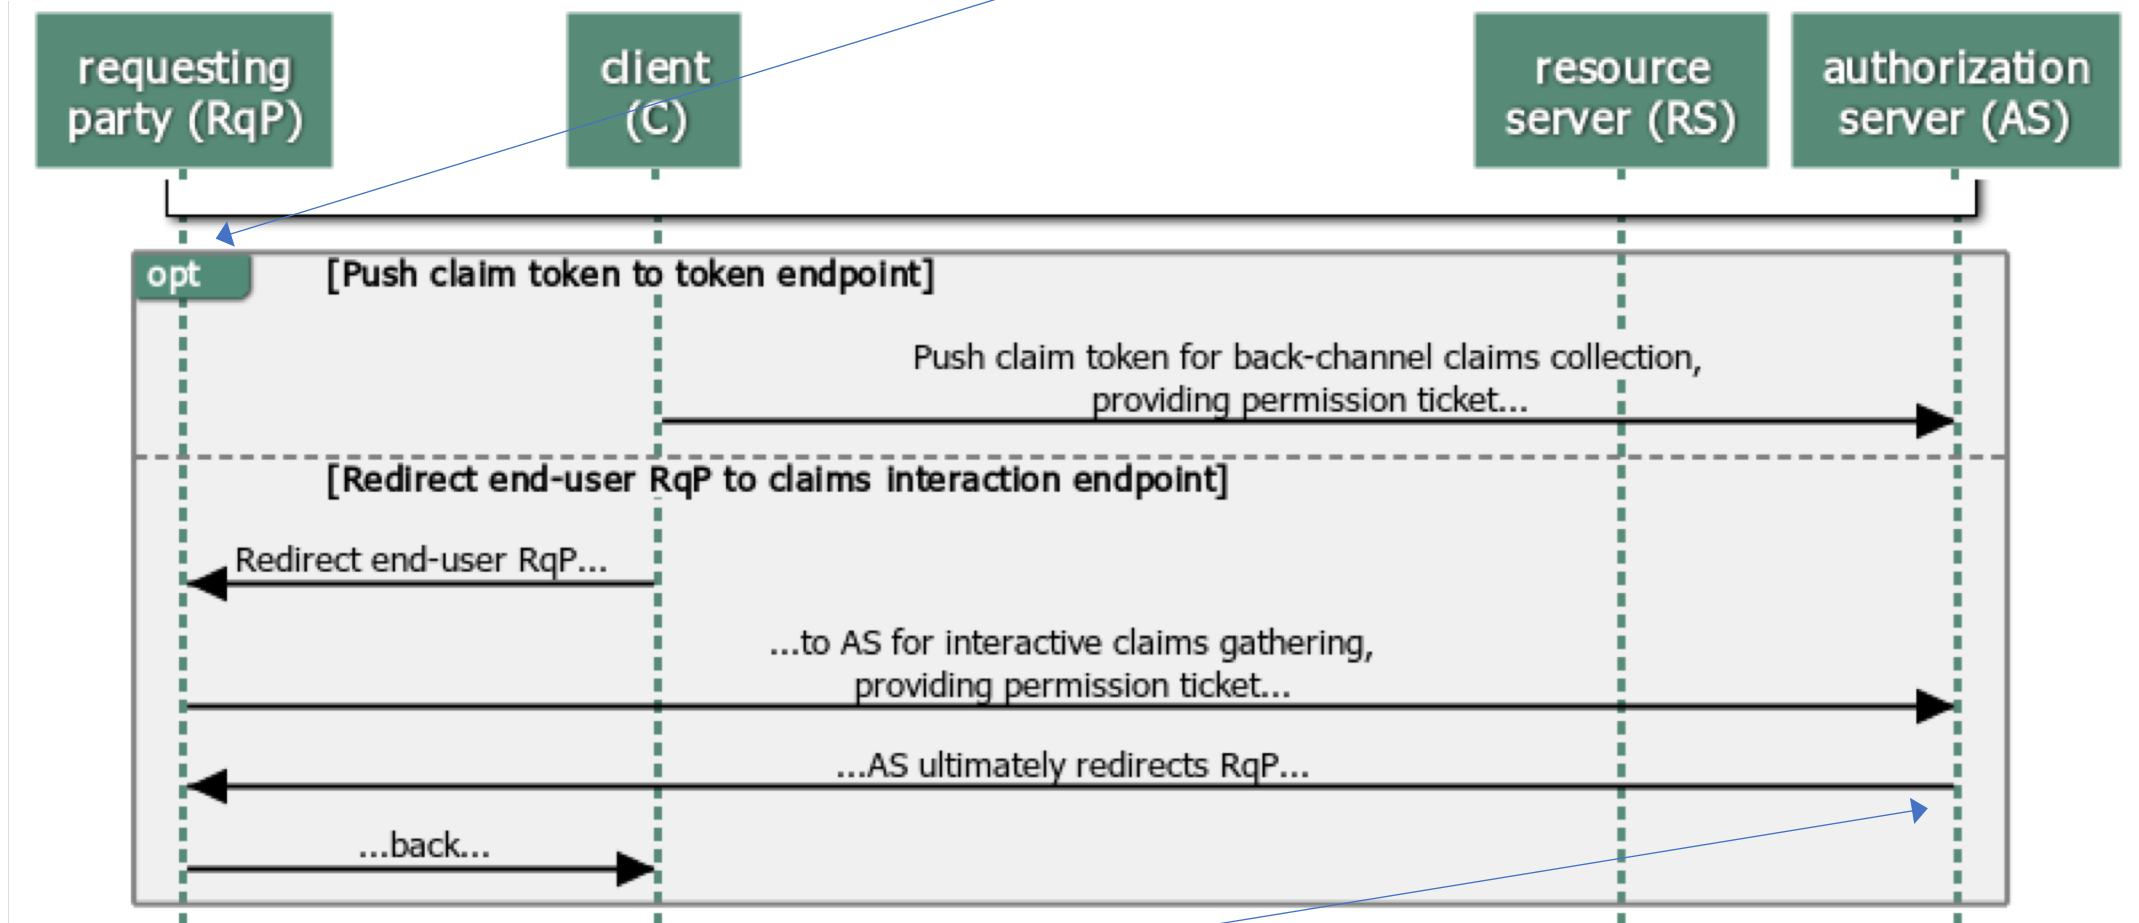 requesting
party (RqP)
client
(C)
resource
server (RS)
authorization
server (AS)
opt
[Push claim token to token endpoint]
Push claim token for back-channel claims collection,
providing permission ticket...
[Redirect end-user RqP to claims interaction endpoint]
Redirect end-user RqP...
...to AS for interactive claims gathering,
providing permission ticket...
...AS ultimately redirects RqP...
...back...